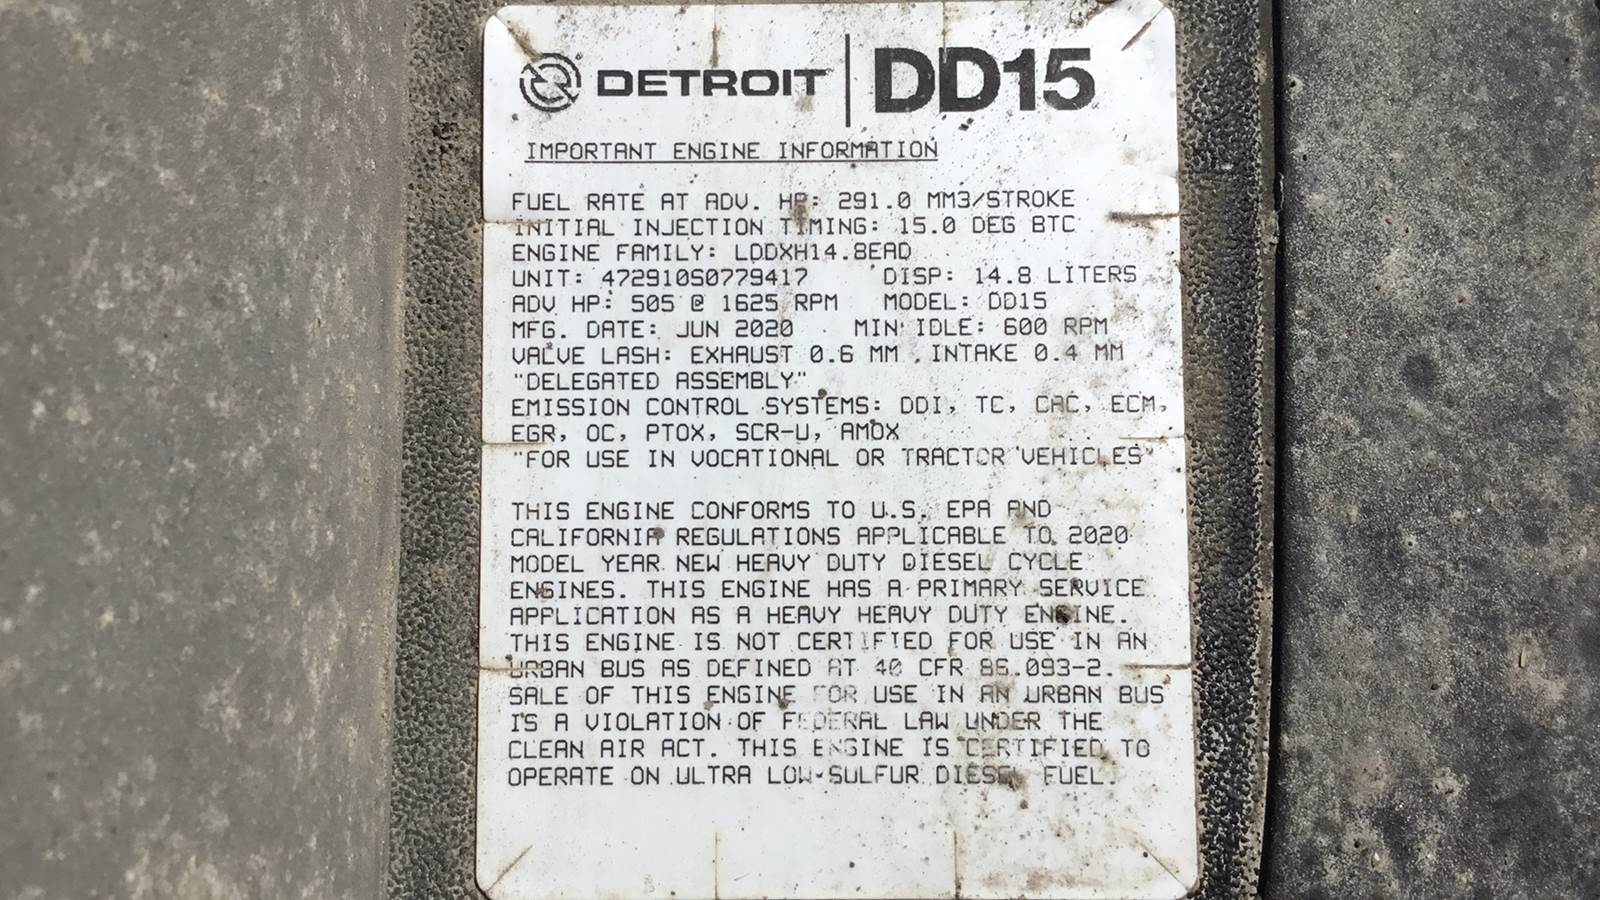 DETROIT | DD15
IMPORTANT ENGINE INFORMATION
FUEL RATE AT ADV. HP: 291.0 MM3/STROKE
INITIAL INJECTION TIMING: 15.0 DEG BTC
ENGINE FAMILY: LDDXH14.8EAD
UNIT: 472910S0779417 DISP: 14.8 LITERS
ADV HP: 505 @ 1625 RPM MODEL: DD15
MFG. DATE: JUN 2020 MIN IDLE: 600 RPM
VALVE LASH: EXHAUST 0.6 MM , INTAKE 0.4 MM
"DELEGATED ASSEMBLY"
EMISSION CONTROL SYSTEMS: DDI, TC, CAC, ECM,
EGR, OC, PTOX, SCR-U, AMOX
"FOR USE IN VOCATIONAL OR TRACTOR VEHICLES"
THIS ENGINE CONFORMS TO U.S. EPA AND
CALIFORNIA REGULATIONS APPLICABLE TO 2020
MODEL YEAR NEW HEAVY DUTY DIESEL CYCLE
ENGINES. THIS ENGINE HAS A PRIMARY SERVICE
APPLICATION AS A HEAVY HEAVY DUTY ENGINE.
THIS ENGINE IS NOT CERTIFIED FOR USE IN AN
URBAN BUS AS DEFINED AT 40 CFR 86.093-2.
SALE OF THIS ENGINE FOR USE IN AN URBAN BUS
IS A VIOLATION OF FEDERAL LAW UNDER THE
CLEAN AIR ACT. THIS ENGINE IS CERTIFIED TO
OPERATE ON ULTRA LOW-SULFUR DIESEL FUEL.